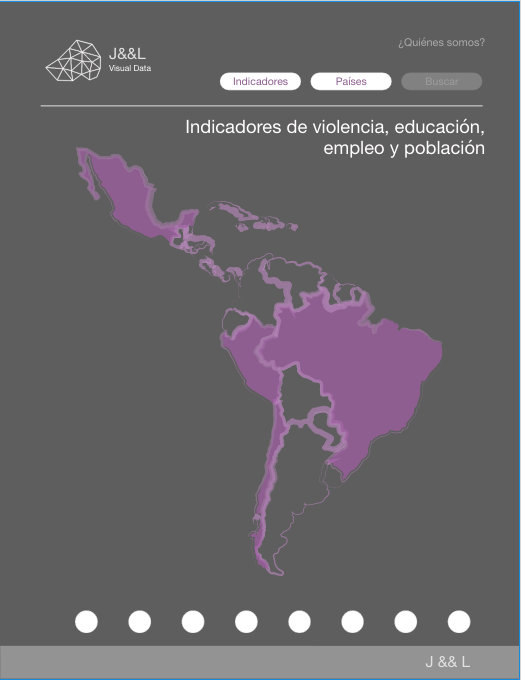 ¿Quiénes somos?
J&&L
Visual Data
Indicadores
Países
Buscar
Indicadores de violencia, educación,
empleo y población
J && L